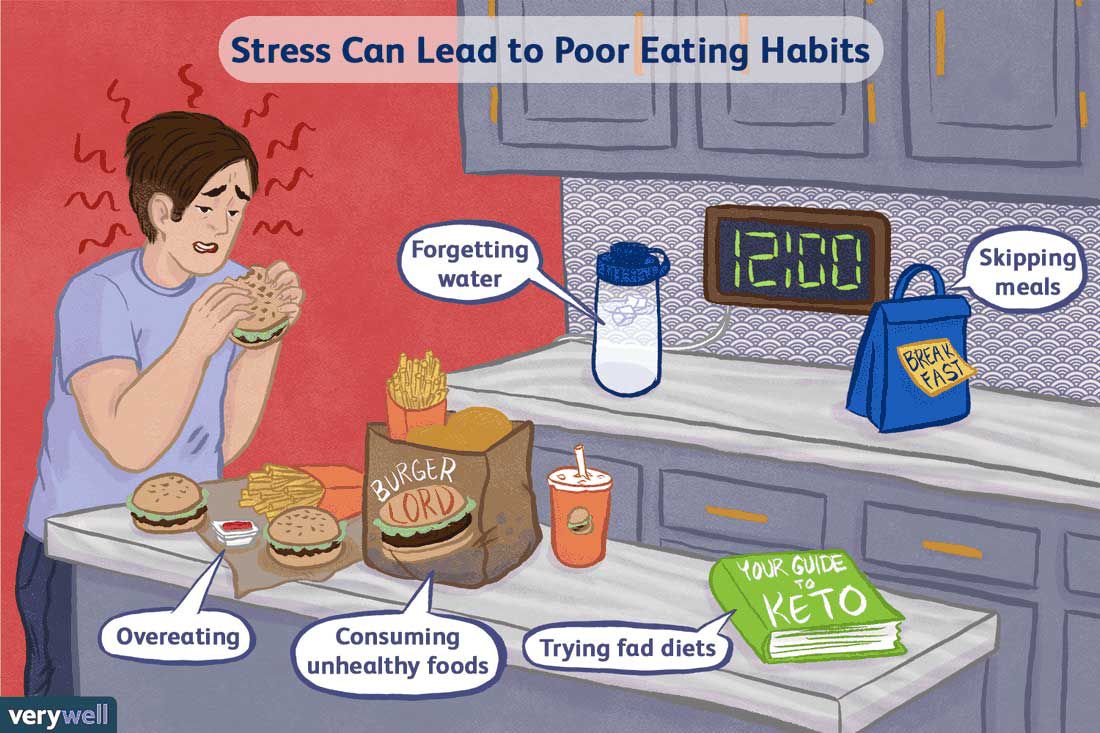 Stress Can Lead to Poor Eating Habits
Forgetting
water
12:00
Skipping
meals
BREAK
FAST
BURGER
LORD
YOUR GUIDE
TO
KETO
Overeating
Consuming
unhealthy foods
Trying fad diets
verywell